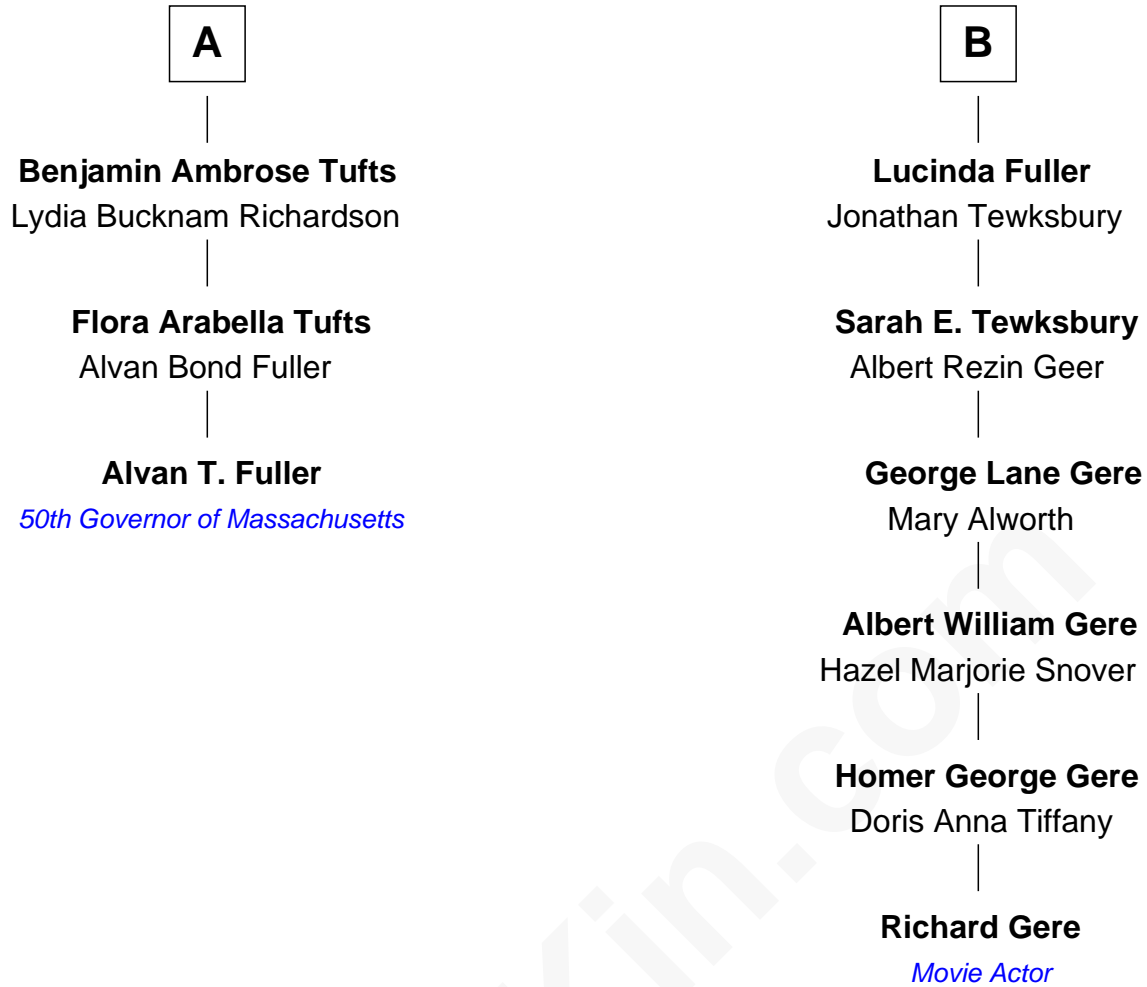 A
Benjamin Ambrose Tufts
Lydia Bucknam Richardson
Flora Arabella Tufts
Alvan Bond Fuller
Alvan T. Fuller
50th Governor of Massachusetts
B
Lucinda Fuller
Jonathan Tewksbury
Sarah E. Tewksbury
Albert Rezin Geer
George Lane Gere
Mary Alworth
Albert William Gere
Hazel Marjorie Snover
Homer George Gere
Doris Anna Tiffany
Richard Gere
Movie Actor
Kin.com